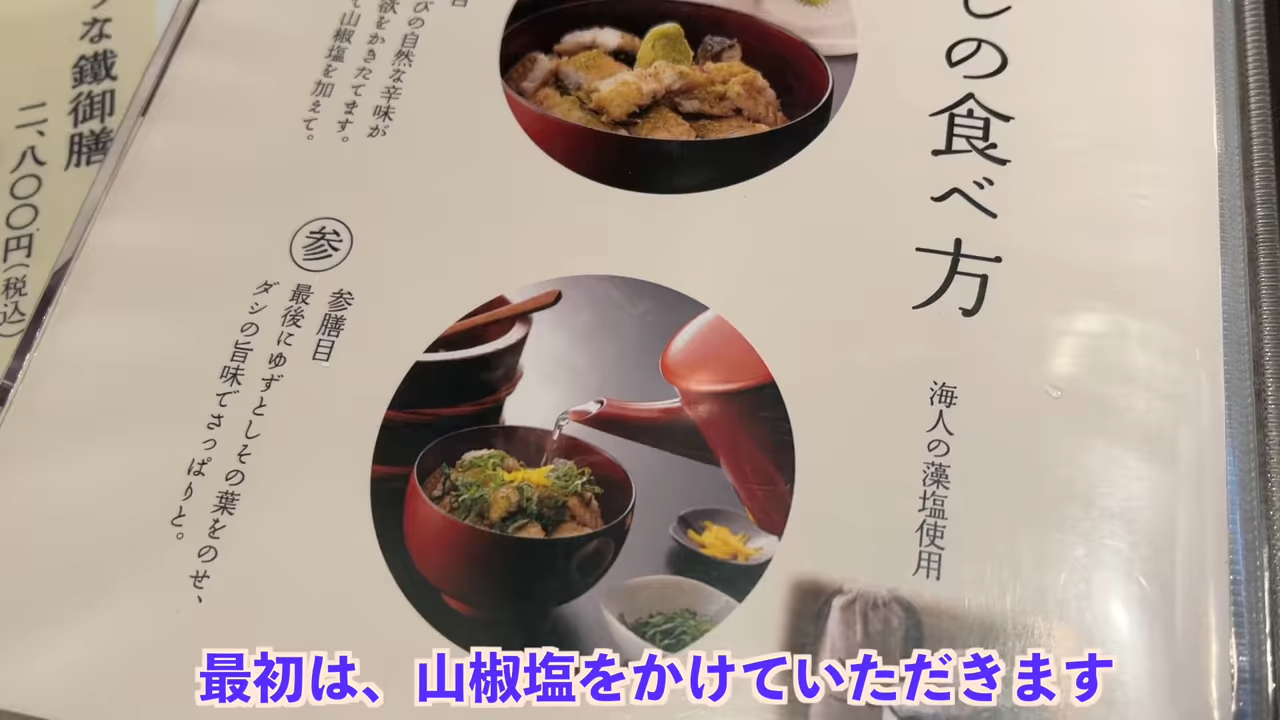 しの食べ方
海人の藻塩使用
びの自然な辛味が
欲をかきたてます。
山椒塩を加えて。
参
参膳目
最後にゆずとしその葉をのせ、
ダシの旨味でさっぱりと。
な鐵御膳
二、八〇〇円(税込)
最初は、山椒塩をかけていただきます